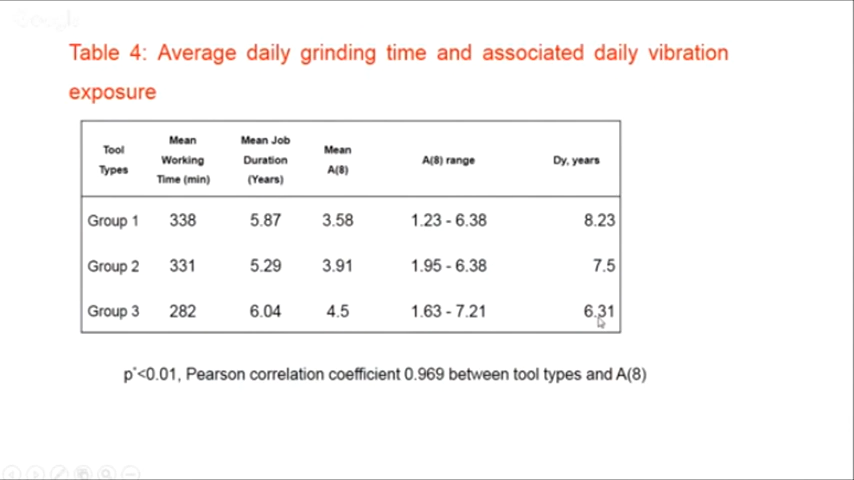 Table 4: Average daily grinding time and associated daily vibration
exposure
Tool Types Mean Working Time (min) Mean Job Duration (Years) Mean A(8) A(8) range Dy, years
Group 1 338 5.87 3.58 1.23 - 6.38 8.23
Group 2 331 5.29 3.91 1.95 - 6.38 7.5
Group 3 282 6.04 4.5 1.63 - 7.21 6.31
p*<0.01, Pearson correlation coefficient 0.969 between tool types and A(8)